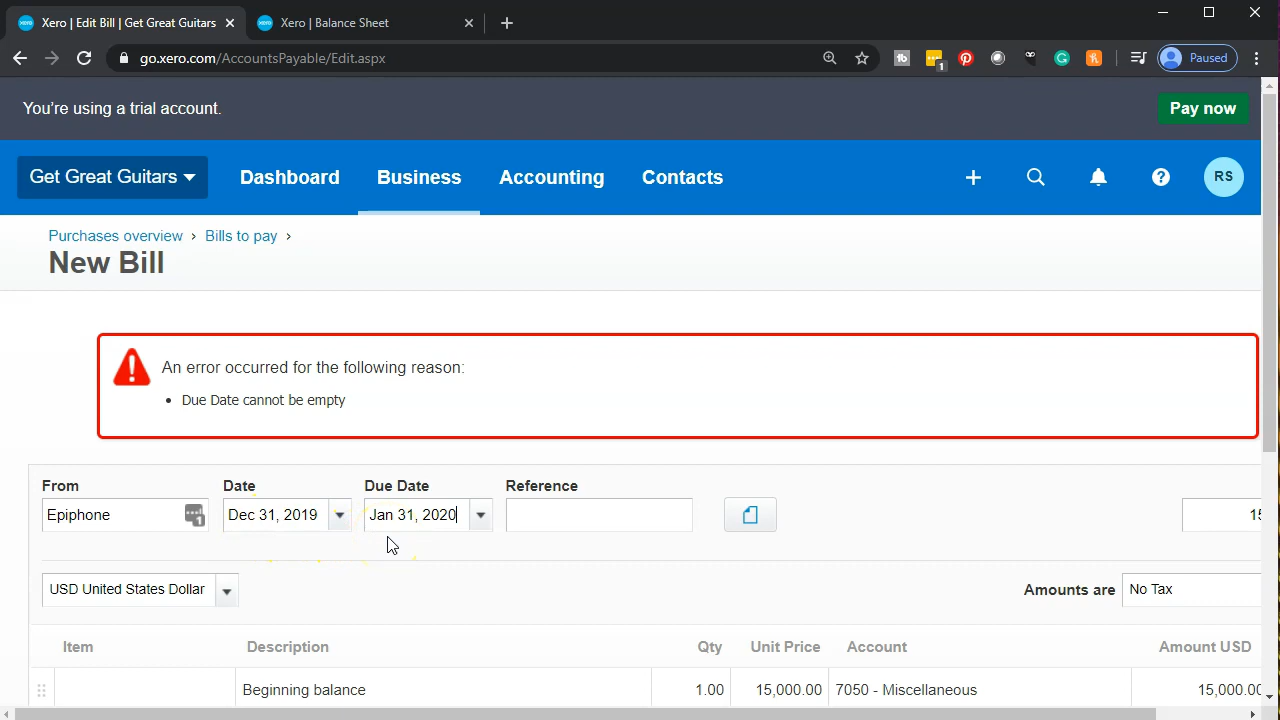 Xero | Edit Bill | Get Great Guitars
Xero | Balance Sheet
go.xero.com/AccountsPayable/Edit.aspx
1
Paused
You're using a trial account.
Pay now
Get Great Guitars
Dashboard
Business
Accounting
Contacts
RS
Purchases overview › Bills to pay ›
New Bill
An error occurred for the following reason:
• Due Date cannot be empty
From
Date
Due Date
Reference
Epiphone
1
Dec 31, 2019
Jan 31, 2020
USD United States Dollar
Amounts are
No Tax
Item
Description
Qty
Unit Price
Account
Amount USD
Beginning balance
1.00
15,000.00
7050 - Miscellaneous
15,000.00